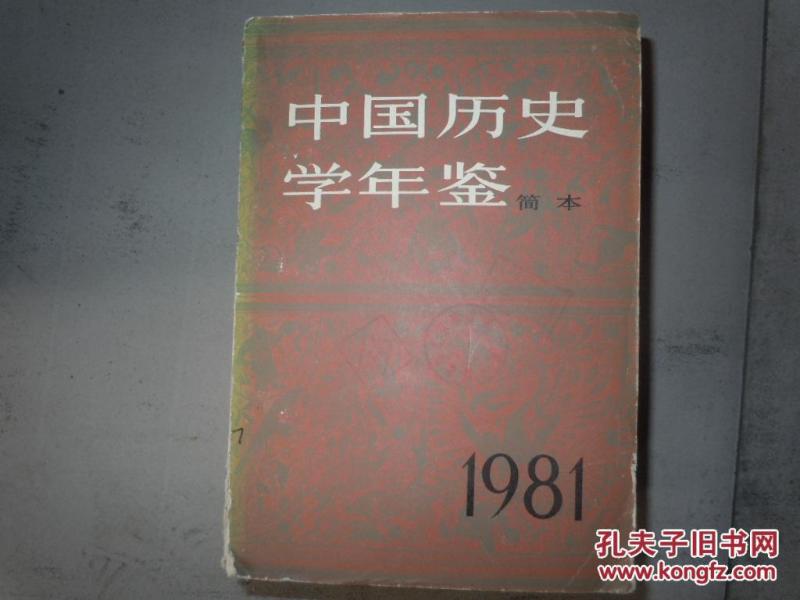 中国历史
学年鉴 简本
1981
7
孔夫子旧书网
www.kongfz.com